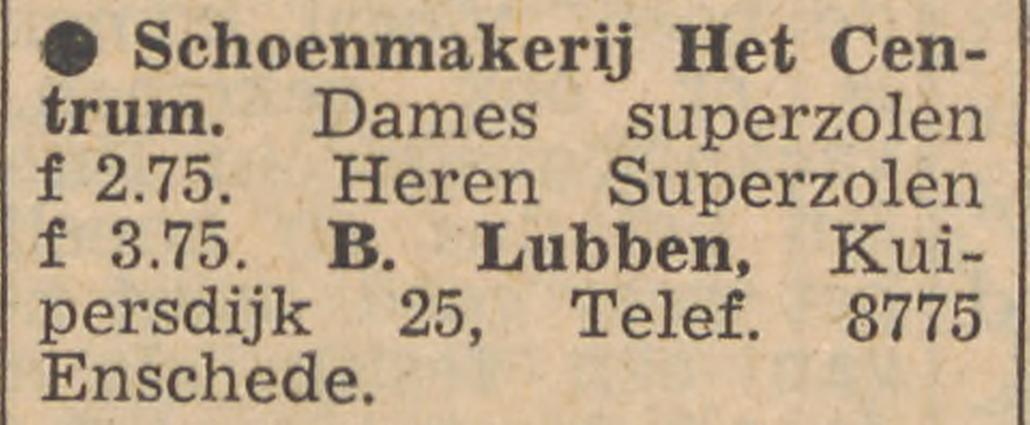 ● Schoenmakerij Het Cen-
trum. Dames superzolen
f 2.75. Heren Superzolen
f 3.75. B. Lubben, Kui-
persdijk 25, Telef. 8775
Enschede.